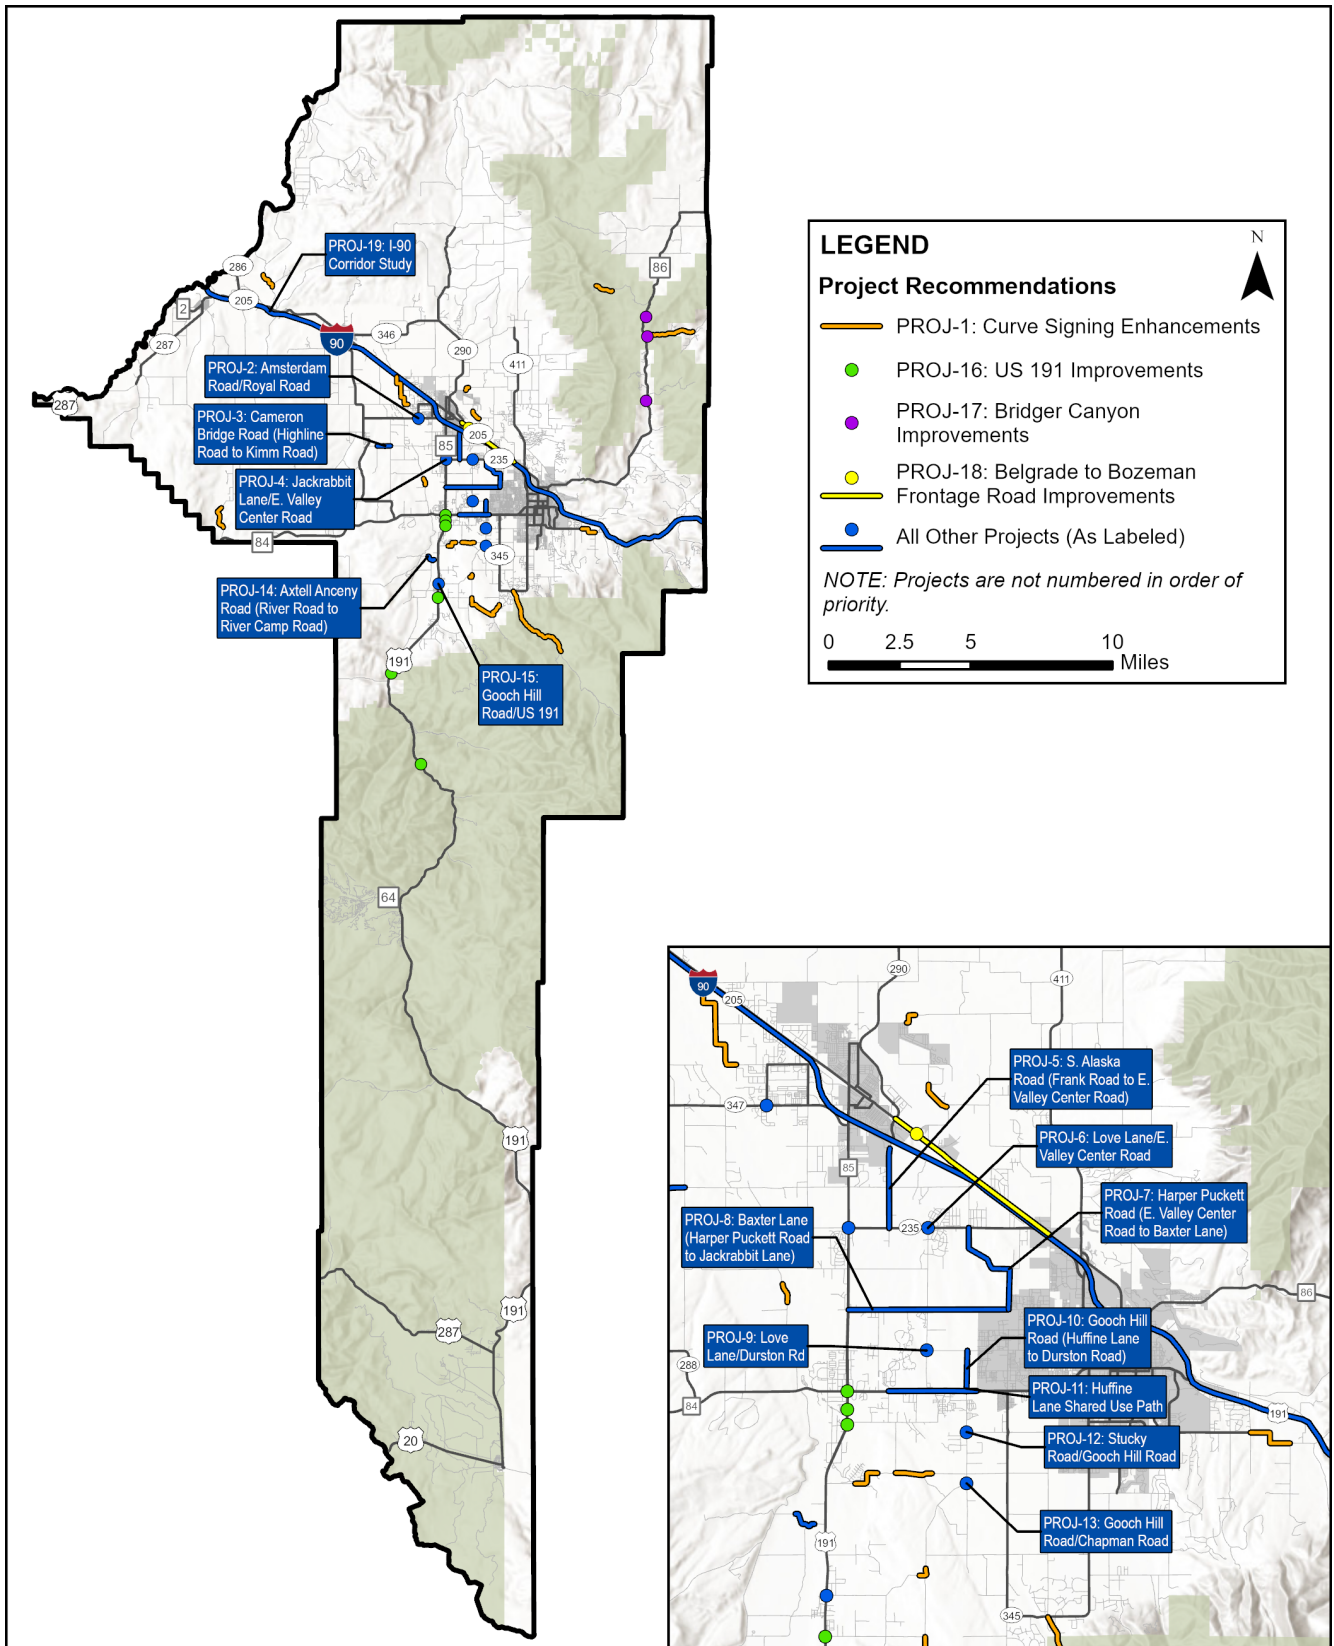 PROJ-19: I-90
Corridor Study
286
205
2
287
287
90
346
290
411
86
PROJ-2: Amsterdam
Road/Royal Road
PROJ-3: Cameron
Bridge Road (Highline
Road to Kimm Road)
85
205
235
PROJ-4: Jackrabbit
Lane/E. Valley
Center Road
84
345
PROJ-14: Axtell Anceny
Road (River Road to
River Camp Road)
191
PROJ-15:
Gooch Hill
Road/US 191
64
191
191
287
20
LEGEND
N
Project Recommendations
PROJ-1: Curve Signing Enhancements
PROJ-16: US 191 Improvements
PROJ-17: Bridger Canyon
Improvements
PROJ-18: Belgrade to Bozeman
Frontage Road Improvements
All Other Projects (As Labeled)
NOTE: Projects are not numbered in order of
priority.
0 2.5 5 10
Miles
90
205
290
411
PROJ-5: S. Alaska
Road (Frank Road to E.
Valley Center Road)
347
PROJ-6: Love Lane/E.
Valley Center Road
85
PROJ-7: Harper Puckett
Road (E. Valley Center
Road to Baxter Lane)
PROJ-8: Baxter Lane
(Harper Puckett Road
to Jackrabbit Lane)
235
86
PROJ-9: Love
Lane/Durston Rd
PROJ-10: Gooch Hill
Road (Huffine Lane
to Durston Road)
288
84
PROJ-11: Huffine
Lane Shared Use Path
191
PROJ-12: Stucky
Road/Gooch Hill Road
PROJ-13: Gooch Hill
Road/Chapman Road
191
345